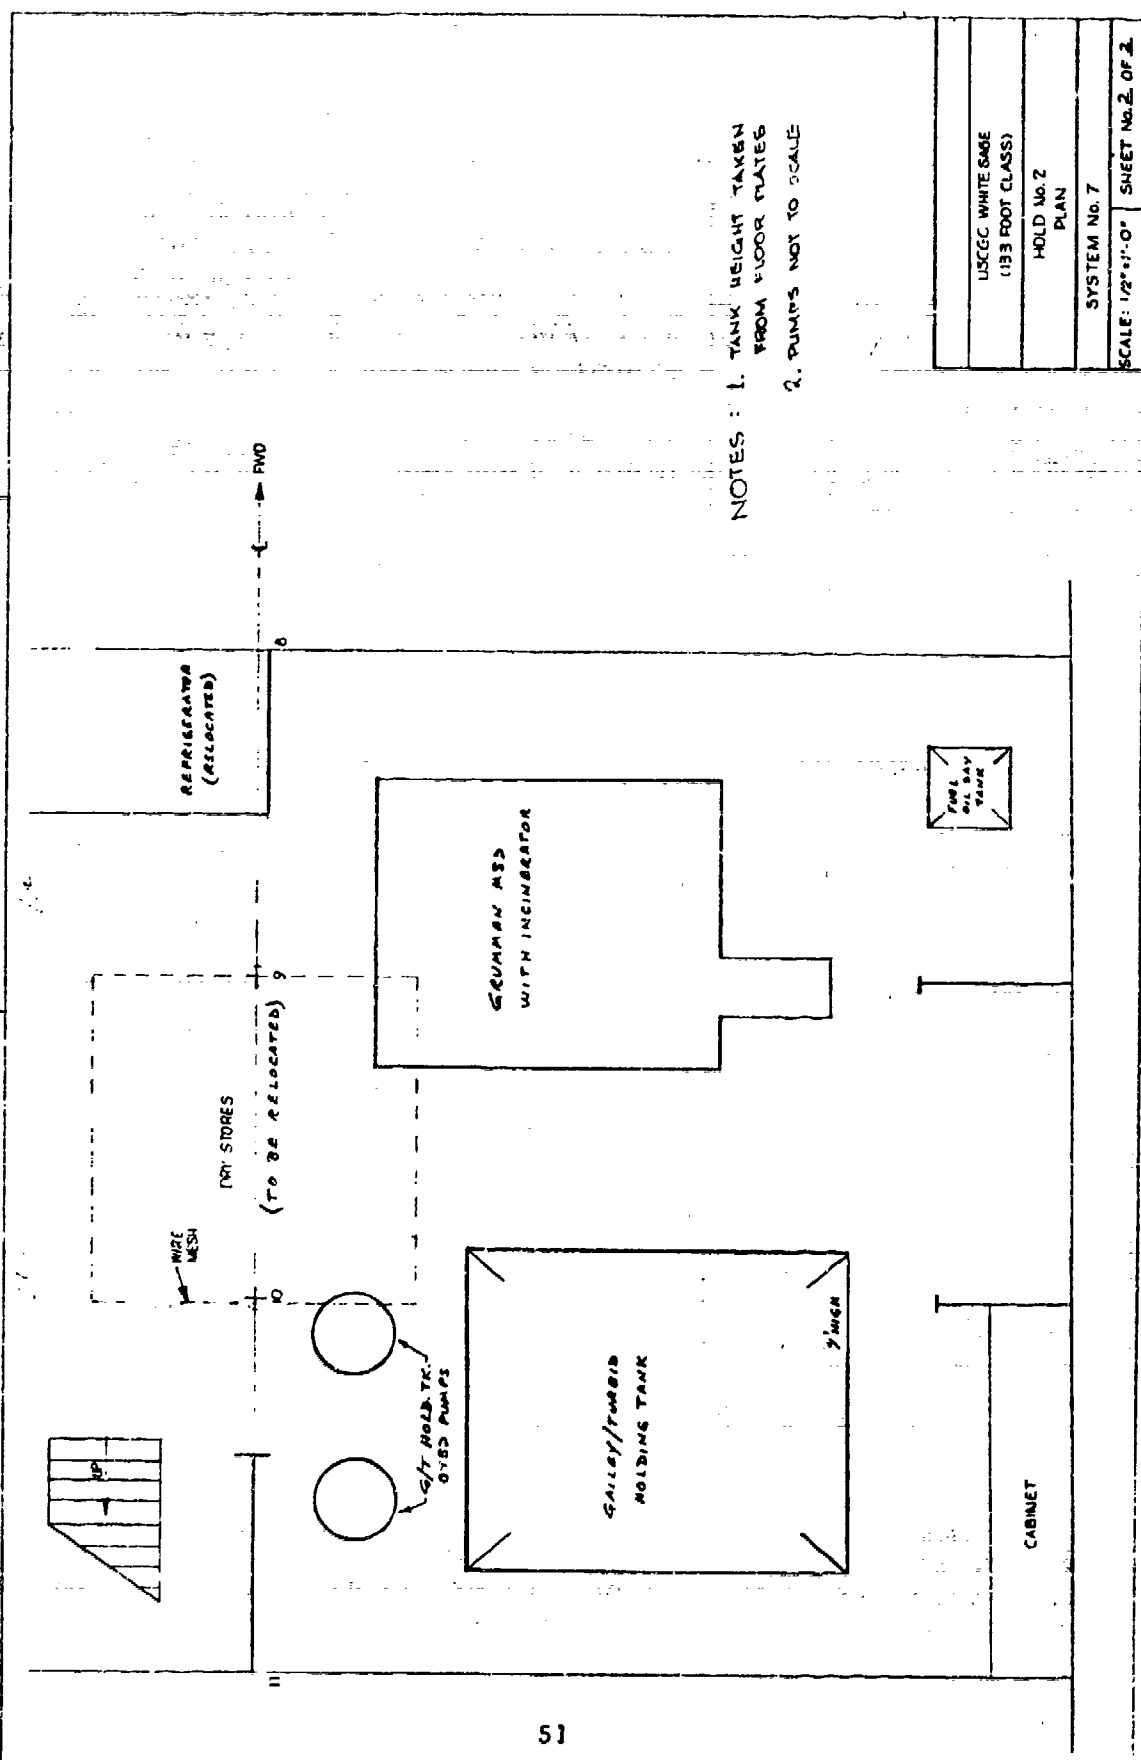 REFRIGERATOR
(RELOCATED)
FWD
8
9
10
11
DRY STORES
(TO BE RELOCATED)
WIRE
MESH
UP
GRUMMAN MSD
WITH INCINERATOR
FUEL
OIL DAY
TANK
G/T HOLD. TK.
OVBD PUMPS
GALLEY/TURBID
HOLDING TANK
9' HIGH
CABINET
NOTES: 1. TANK HEIGHT TAKEN
FROM FLOOR PLATES
2. PUMPS NOT TO SCALE
USCGC WHITE SAGE
(133 FOOT CLASS)
HOLD No. 2
PLAN
SYSTEM No. 7
SCALE: 1/2"=1'-0" SHEET No. 2 OF 2
51